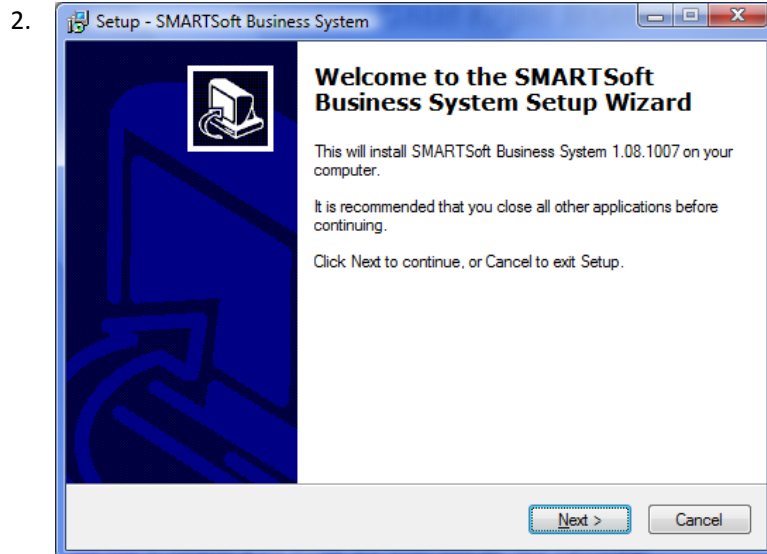 2.
Setup - SMARTSoft Business System
Welcome to the SMARTSoft
Business System Setup Wizard
This will install SMARTSoft Business System 1.08.1007 on your
computer.
It is recommended that you close all other applications before
continuing.
Click Next to continue, or Cancel to exit Setup.
Next >
Cancel